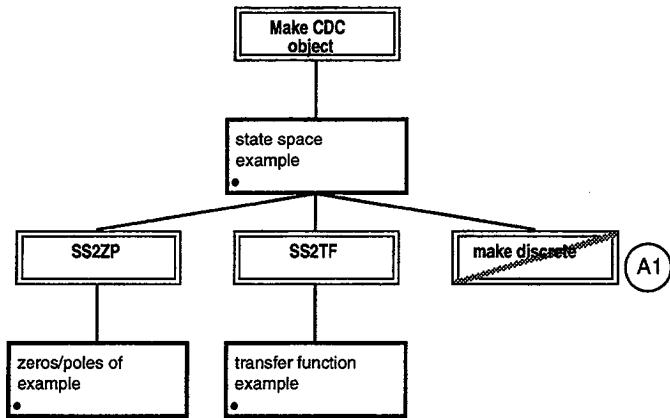 Make CDC
object
state space
example
SS2ZP
SS2TF
make discrete
A1
zeros/poles of
example
transfer function
example